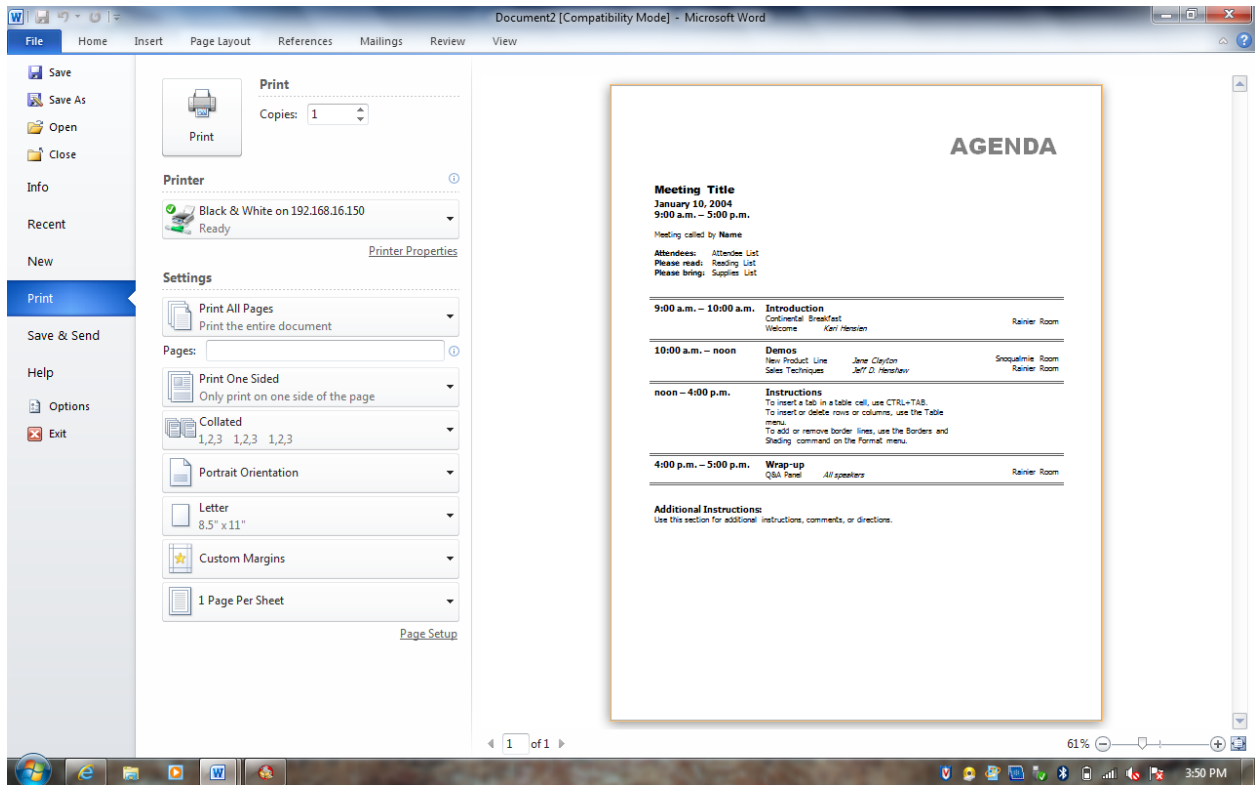 Document2 [Compatibility Mode] - Microsoft Word
File Home Insert Page Layout References Mailings Review View
Save
Save As
Open
Close
Info
Recent
New
Print
Save & Send
Help
Options
Exit
Print
Print
Copies: 1
Printer
Black & White on 192.168.16.150
Ready
Printer Properties
Settings
Print All Pages
Print the entire document
Pages:
Print One Sided
Only print on one side of the page
Collated
1,2,3 1,2,3 1,2,3
Portrait Orientation
Letter
8.5" x 11"
Custom Margins
1 Page Per Sheet
Page Setup
AGENDA
Meeting Title
January 10, 2004
9:00 a.m. – 5:00 p.m.
Meeting called by Name
Attendees: Attendee List
Please read: Reading List
Please bring: Supplies List
9:00 a.m. – 10:00 a.m. Introduction
Continental Breakfast
Welcome Kari Hensien Rainier Room
10:00 a.m. – noon Demos
New Product Line Jane Clayton Snoqualmie Room
Sales Techniques Jeff D. Henshaw Rainier Room
noon – 4:00 p.m. Instructions
To insert a tab in a table cell, use CTRL+TAB.
To insert or delete rows or columns, use the Table
menu.
To add or remove border lines, use the Borders and
Shading command on the Format menu.
4:00 p.m. – 5:00 p.m. Wrap-up
Q&A Panel All speakers Rainier Room
Additional Instructions:
Use this section for additional instructions, comments, or directions.
1 of 1
61%
3:50 PM